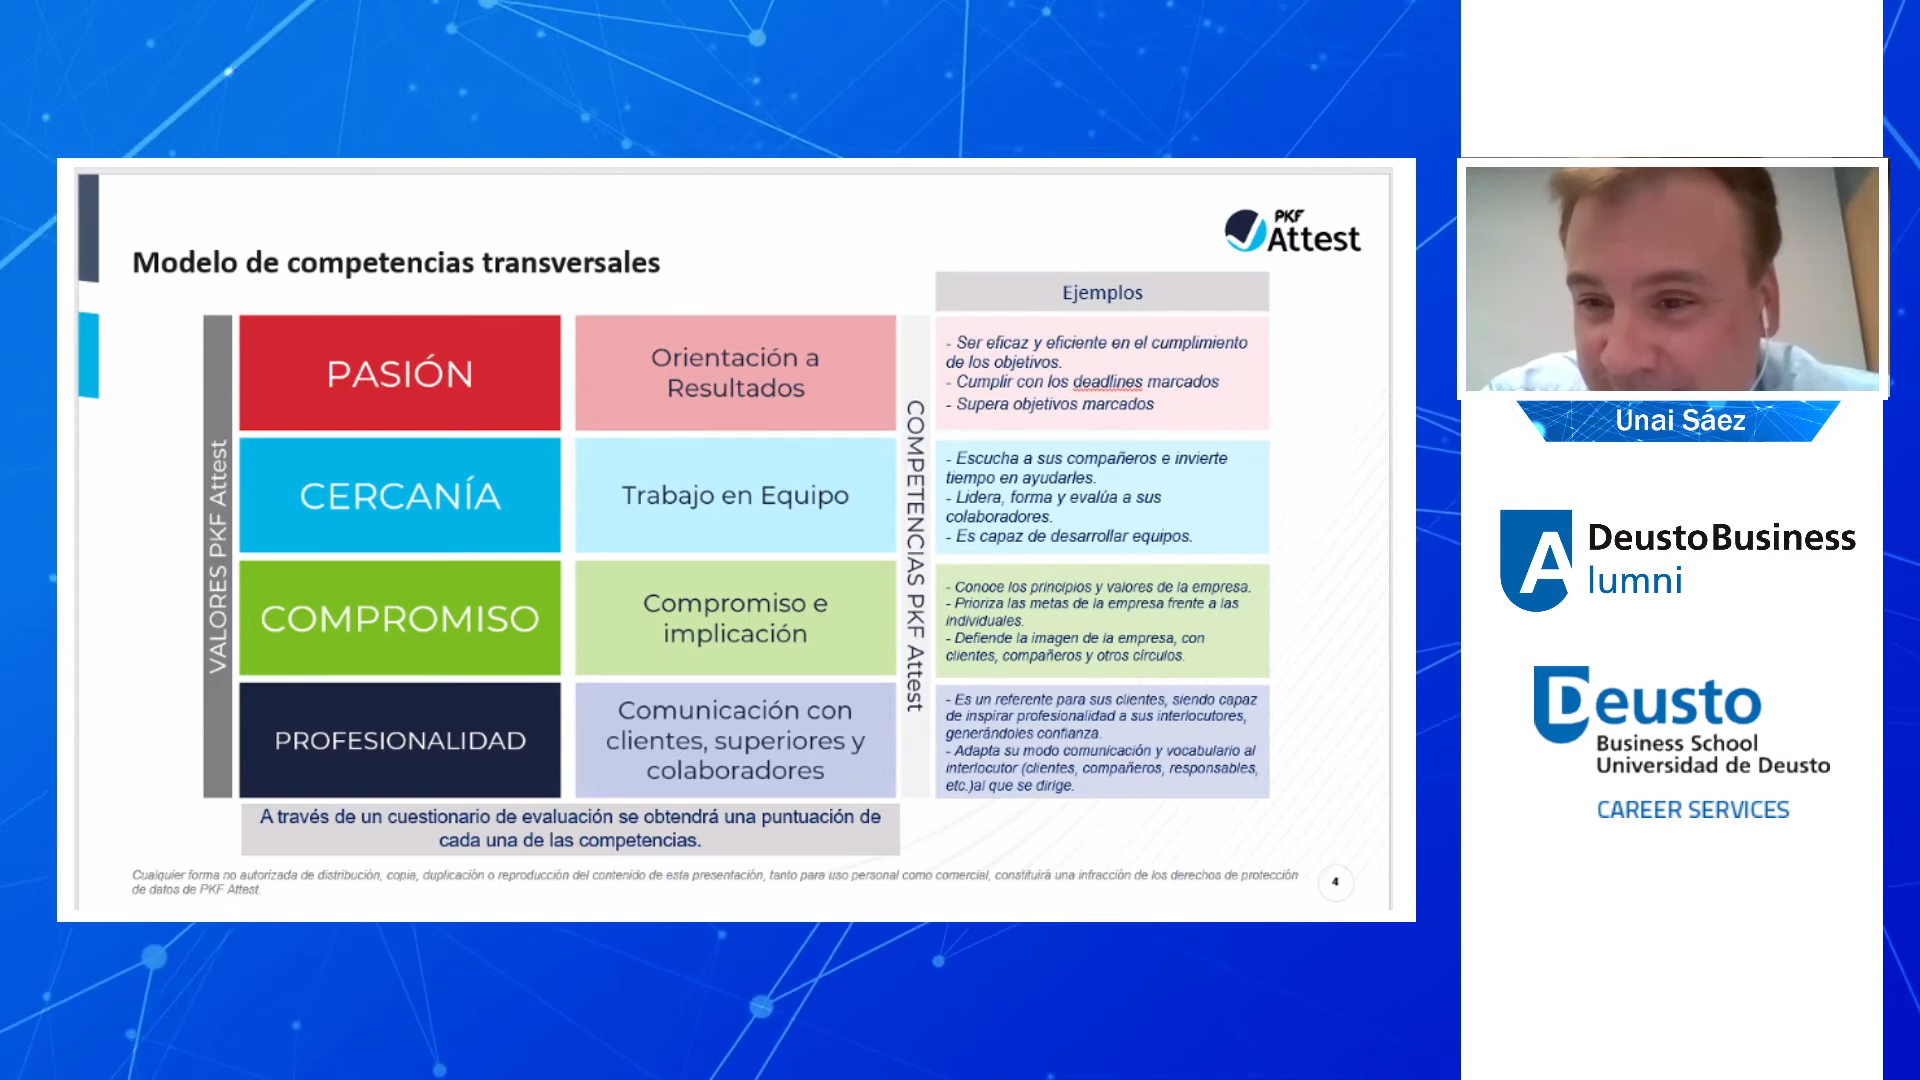 PKF
Attest
Modelo de competencias transversales
Ejemplos
VALORES PKF Attest
PASIÓN
Orientación a
Resultados
COMPETENCIAS PKF Attest
- Ser eficaz y eficiente en el cumplimiento
de los objetivos.
- Cumplir con los deadlines marcados
- Supera objetivos marcados
CERCANÍA
Trabajo en Equipo
- Escucha a sus compañeros e invierte
tiempo en ayudarles.
- Lidera, forma y evalúa a sus
colaboradores.
- Es capaz de desarrollar equipos.
COMPROMISO
Compromiso e
implicación
- Conoce los principios y valores de la empresa.
- Prioriza las metas de la empresa frente a las
individuales.
- Defiende la imagen de la empresa, con
clientes, compañeros y otros círculos.
PROFESIONALIDAD
Comunicación con
clientes, superiores y
colaboradores
- Es un referente para sus clientes, siendo capaz
de inspirar profesionalidad a sus interlocutores,
generándoles confianza.
- Adapta su modo comunicación y vocabulario al
interlocutor (clientes, compañeros, responsables,
etc.)al que se dirige.
A través de un cuestionario de evaluación se obtendrá una puntuación de
cada una de las competencias.
Cualquier forma no autorizada de distribución, copia, duplicación o reproducción del contenido de esta presentación, tanto para uso personal como comercial, constituirá una infracción de los derechos de protección
de datos de PKF Attest.
4
Unai Sáez
A DeustoBusiness
lumni
Deusto
Business School
Universidad de Deusto
CAREER SERVICES